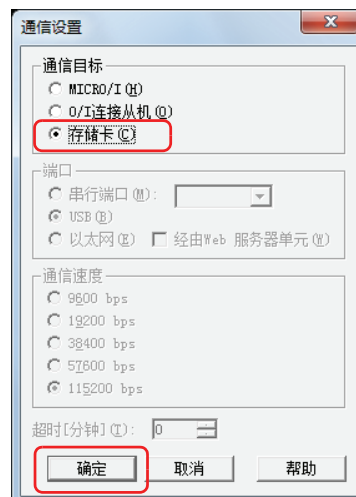 通信设置
通信目标
MICRO/I(H)
O/I连接从机(O)
存储卡(C)
端口
串行端口(M):
USB(B)
以太网(E) 经由Web 服务器单元(W)
通信速度
9600 bps
19200 bps
38400 bps
57600 bps
115200 bps
超时[分钟](T): 0
确定 取消 帮助